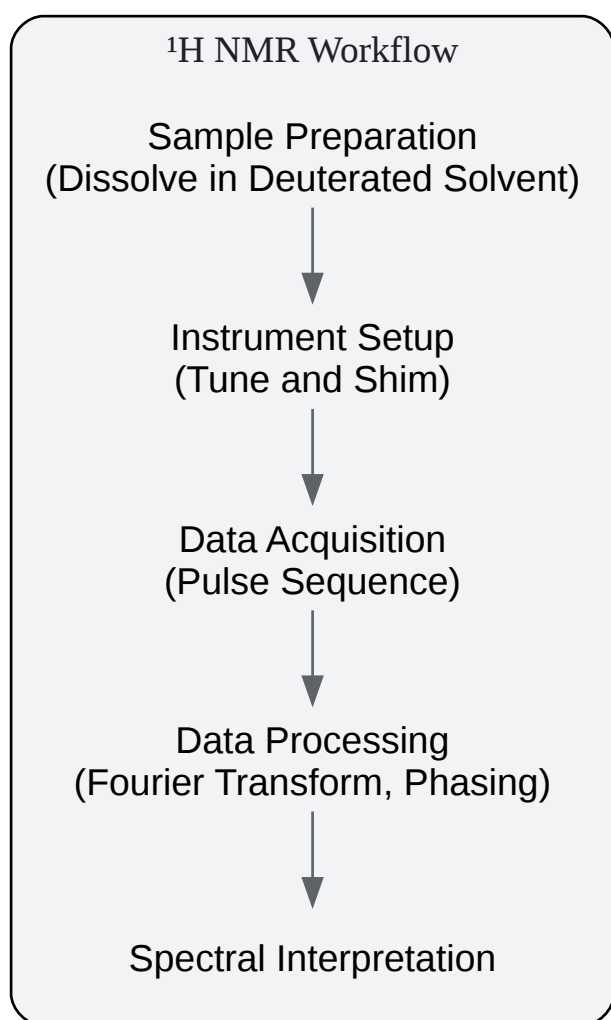 ¹H NMR Workflow
Sample Preparation
(Dissolve in Deuterated Solvent)
Instrument Setup
(Tune and Shim)
Data Acquisition
(Pulse Sequence)
Data Processing
(Fourier Transform, Phasing)
Spectral Interpretation